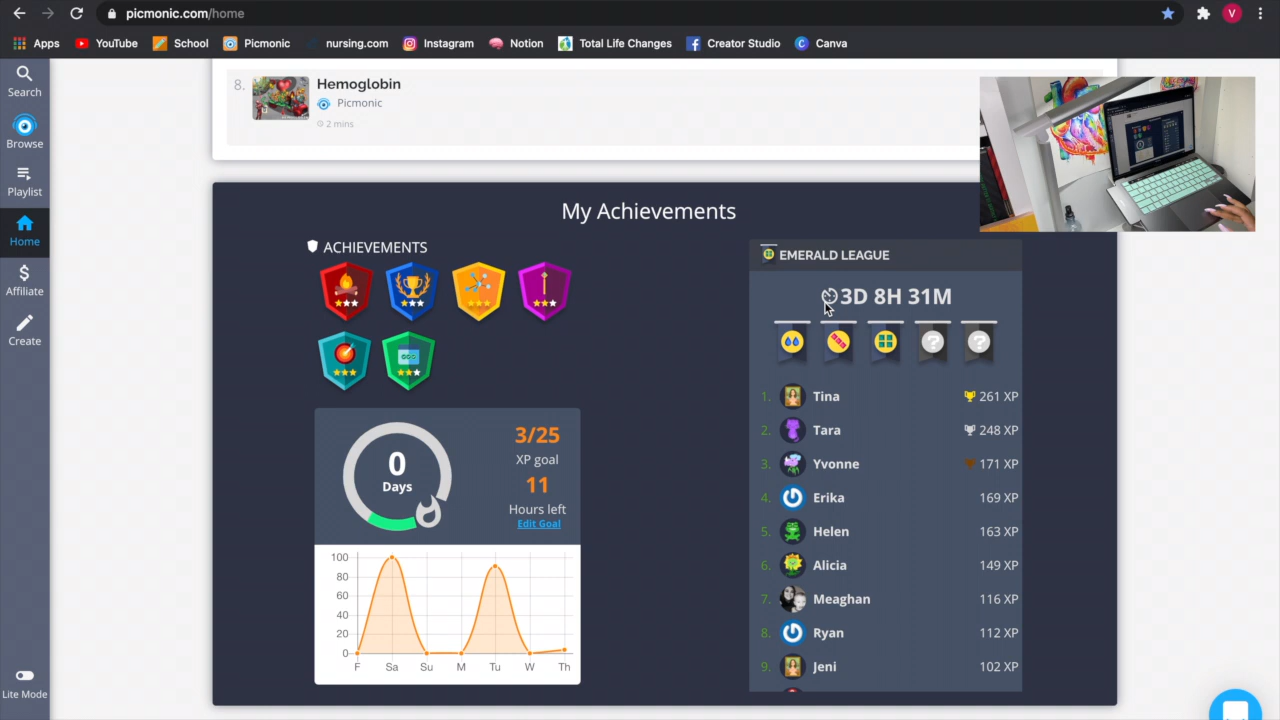 picmonic.com/home
Apps
YouTube
School
Picmonic
nursing.com
Instagram
Notion
Total Life Changes
Creator Studio
Canva
V
Search
Browse
Playlist
Home
Affiliate
Create
Lite Mode
8.
Hemoglobin
Picmonic
2 mins
My Achievements
ACHIEVEMENTS
0
Days
3/25
XP goal
11
Hours left
Edit Goal
100
80
60
40
20
0
F Sa Su M Tu W Th
EMERALD LEAGUE
3D 8H 31M
? ?
1. Tina 261 XP
2. Tara 248 XP
3. Yvonne 171 XP
4. Erika 169 XP
5. Helen 163 XP
6. Alicia 149 XP
7. Meaghan 116 XP
8. Ryan 112 XP
9. Jeni 102 XP